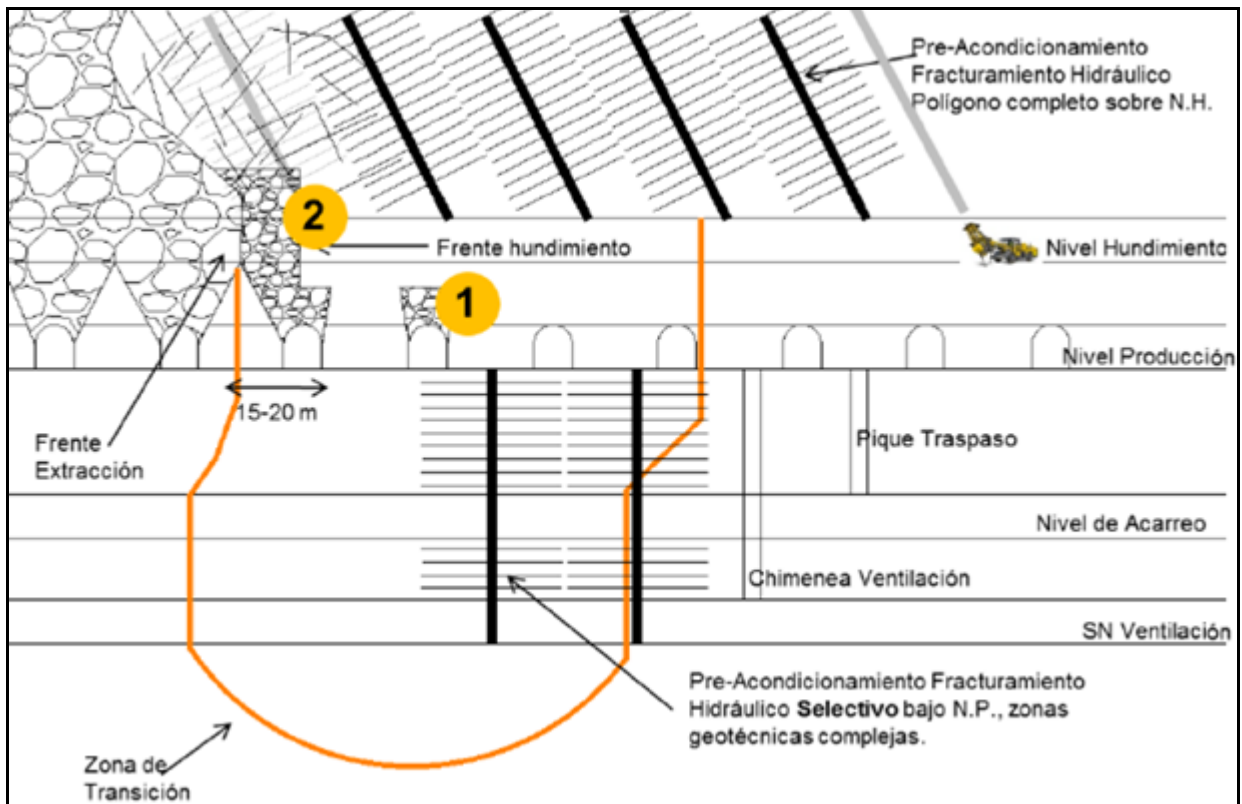 Pre-Acondicionamiento
Fracturamiento Hidráulico
Polígono completo sobre N.H.
2
Frente hundimiento
Nivel Hundimiento
1
Nivel Producción
15-20 m
Frente
Extracción
Pique Traspaso
Nivel de Acarreo
Chimenea Ventilación
SN Ventilación
Pre-Acondicionamiento Fracturamiento
Hidráulico Selectivo bajo N.P., zonas
geotécnicas complejas.
Zona de
Transición